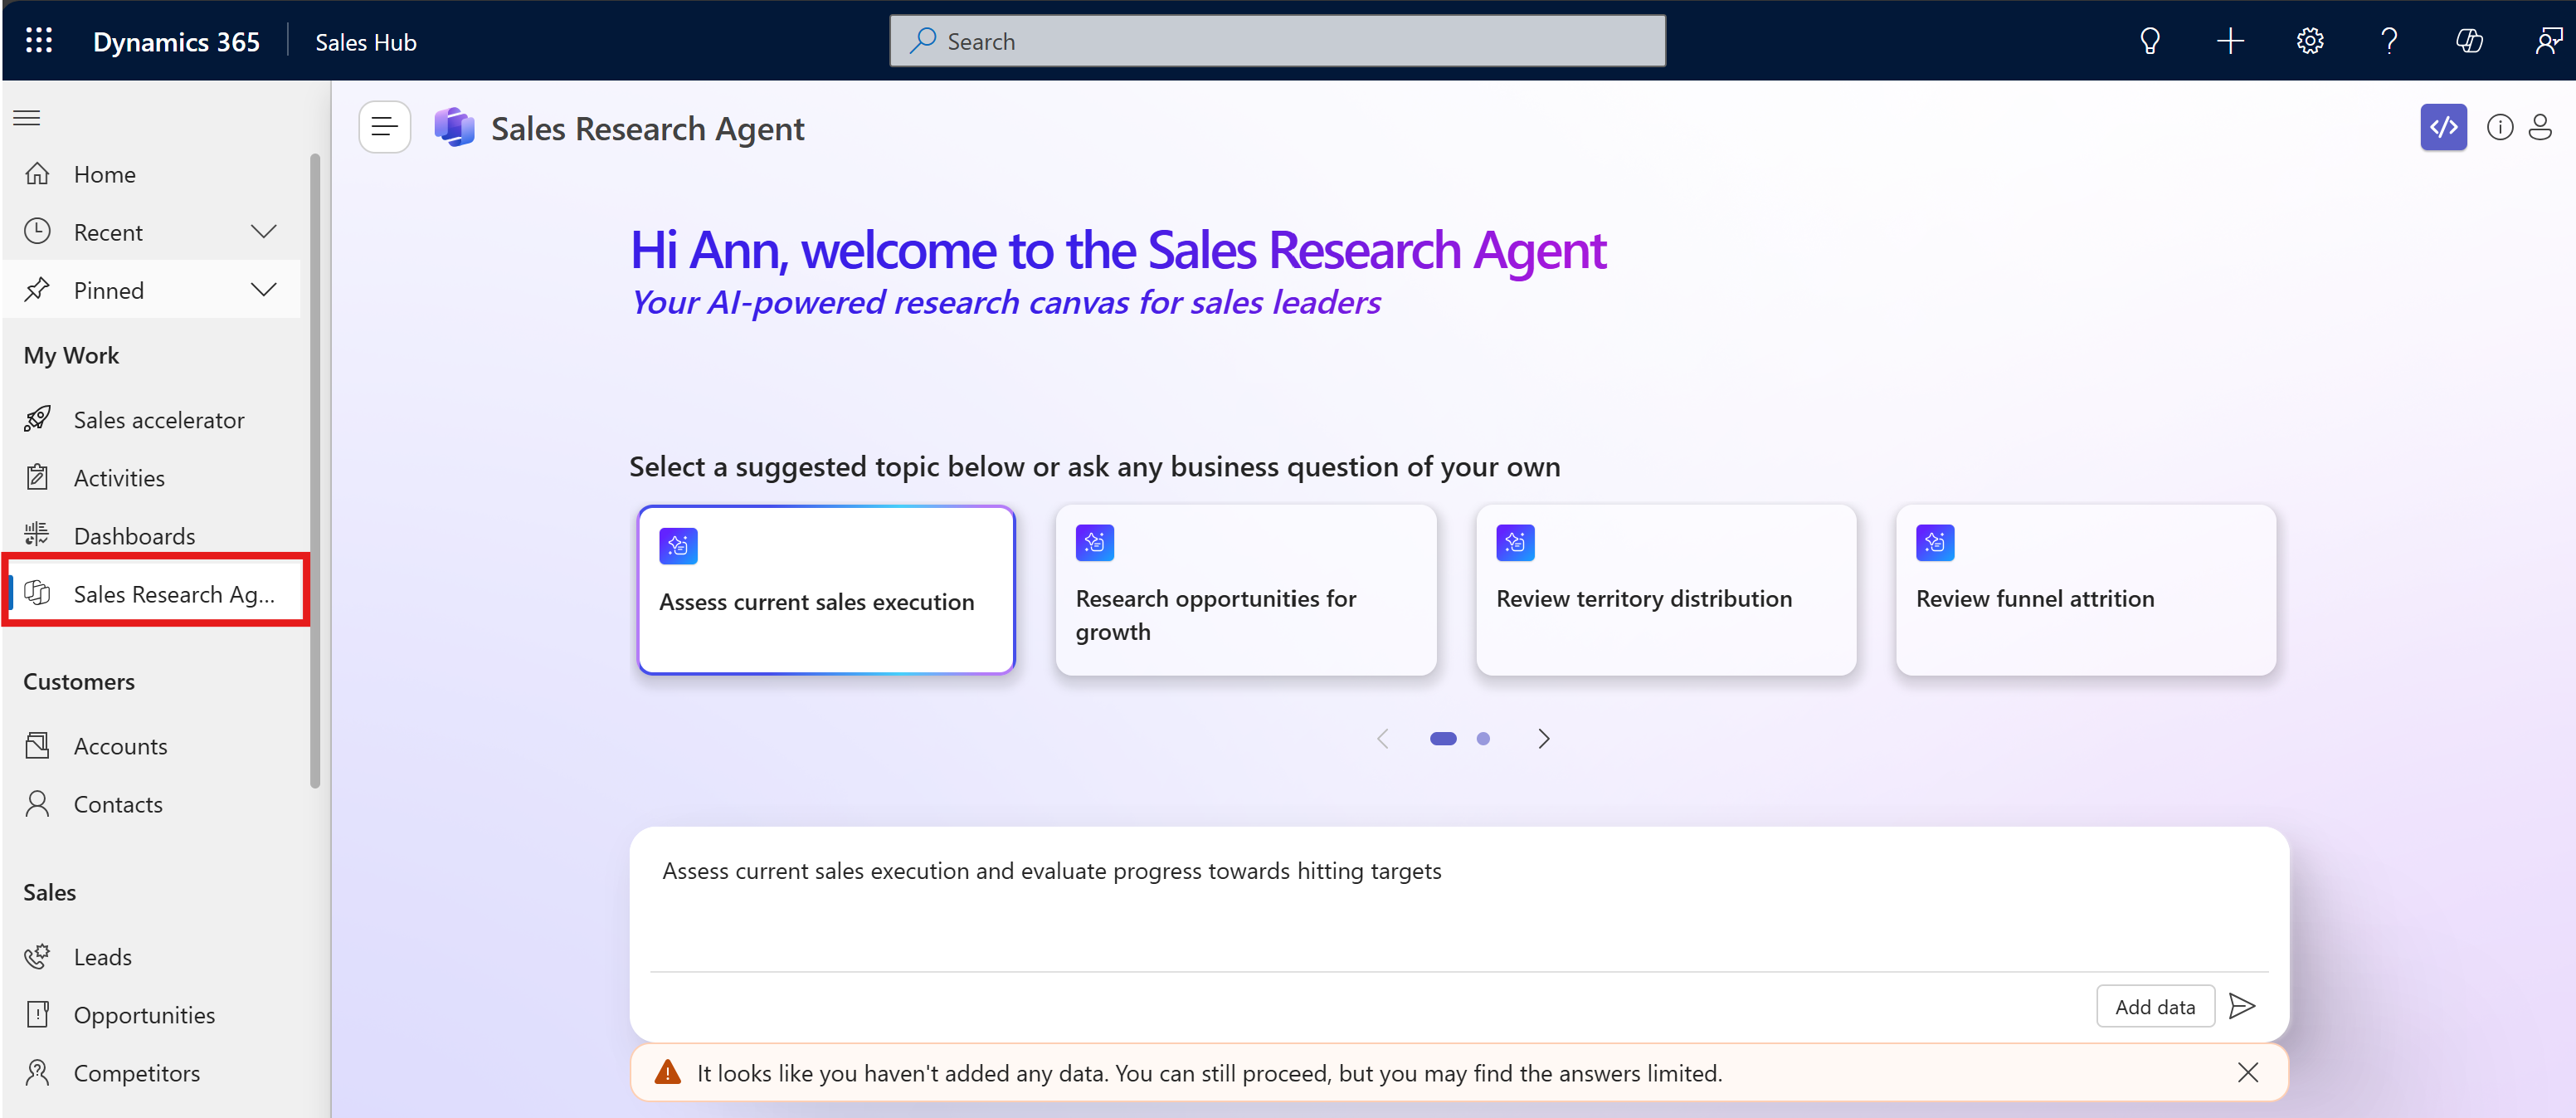 Dynamics 365
Sales Hub
Search
Home
Recent
Pinned
My Work
Sales accelerator
Activities
Dashboards
Sales Research Ag...
Customers
Accounts
Contacts
Sales
Leads
Opportunities
Competitors
Sales Research Agent
Hi Ann, welcome to the Sales Research Agent
Your AI-powered research canvas for sales leaders
Select a suggested topic below or ask any business question of your own
Assess current sales execution
Research opportunities for
growth
Review territory distribution
Review funnel attrition
Assess current sales execution and evaluate progress towards hitting targets
Add data
It looks like you haven't added any data. You can still proceed, but you may find the answers limited.